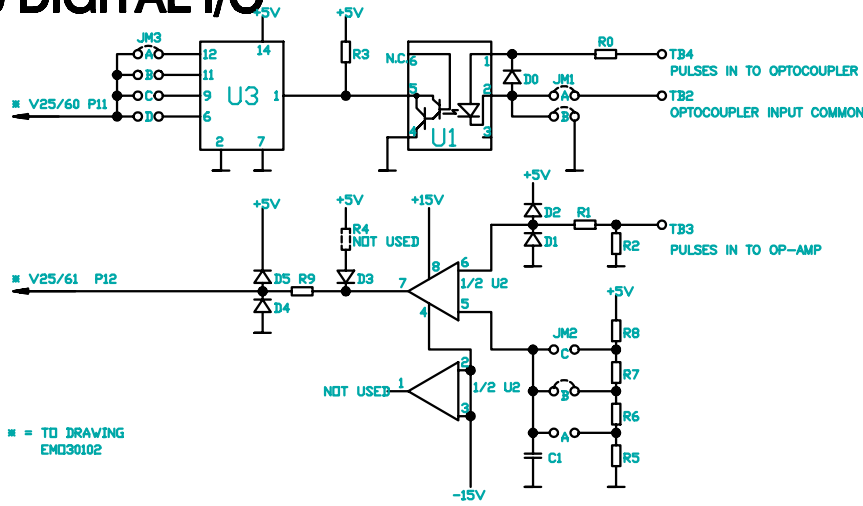 DIGITAL I/O
+5V
+5V
JM3
A
B
C
D
12
11
9
6
14
1
U3
2
7
R3
N.C.
6
5
4
1
2
3
U1
R0
D0
JM1
A
B
TB4
PULSES IN TO OPTOCOUPLER
TB2
OPTOCOUPLER INPUT COMMON
* V25/60 P11
+5V
+5V
+15V
+5V
R4
NOT USED
D2
R1
D1
R2
TB3
PULSES IN TO OP-AMP
* V25/61 P12
D5
R9
D3
D4
7
8
6
5
4
1/2 U2
+5V
R8
JM2
C
R7
B
R6
A
R5
C1
NOT USED
1
2
3
1/2 U2
-15V
* = TO DRAWING
EMO30102